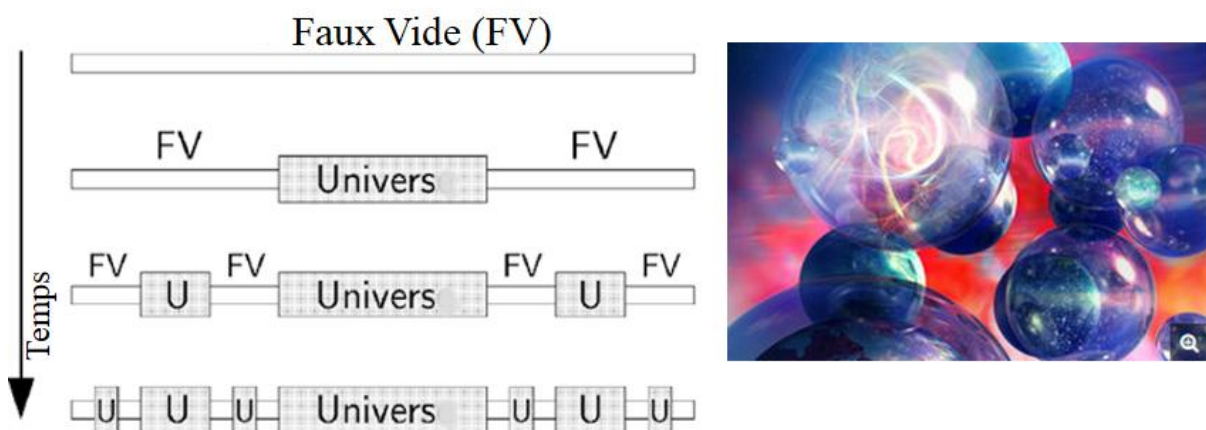 Faux Vide (FV)
Temps
FV FV
Univers
FV FV FV FV
U Univers U
U U U Univers U U U